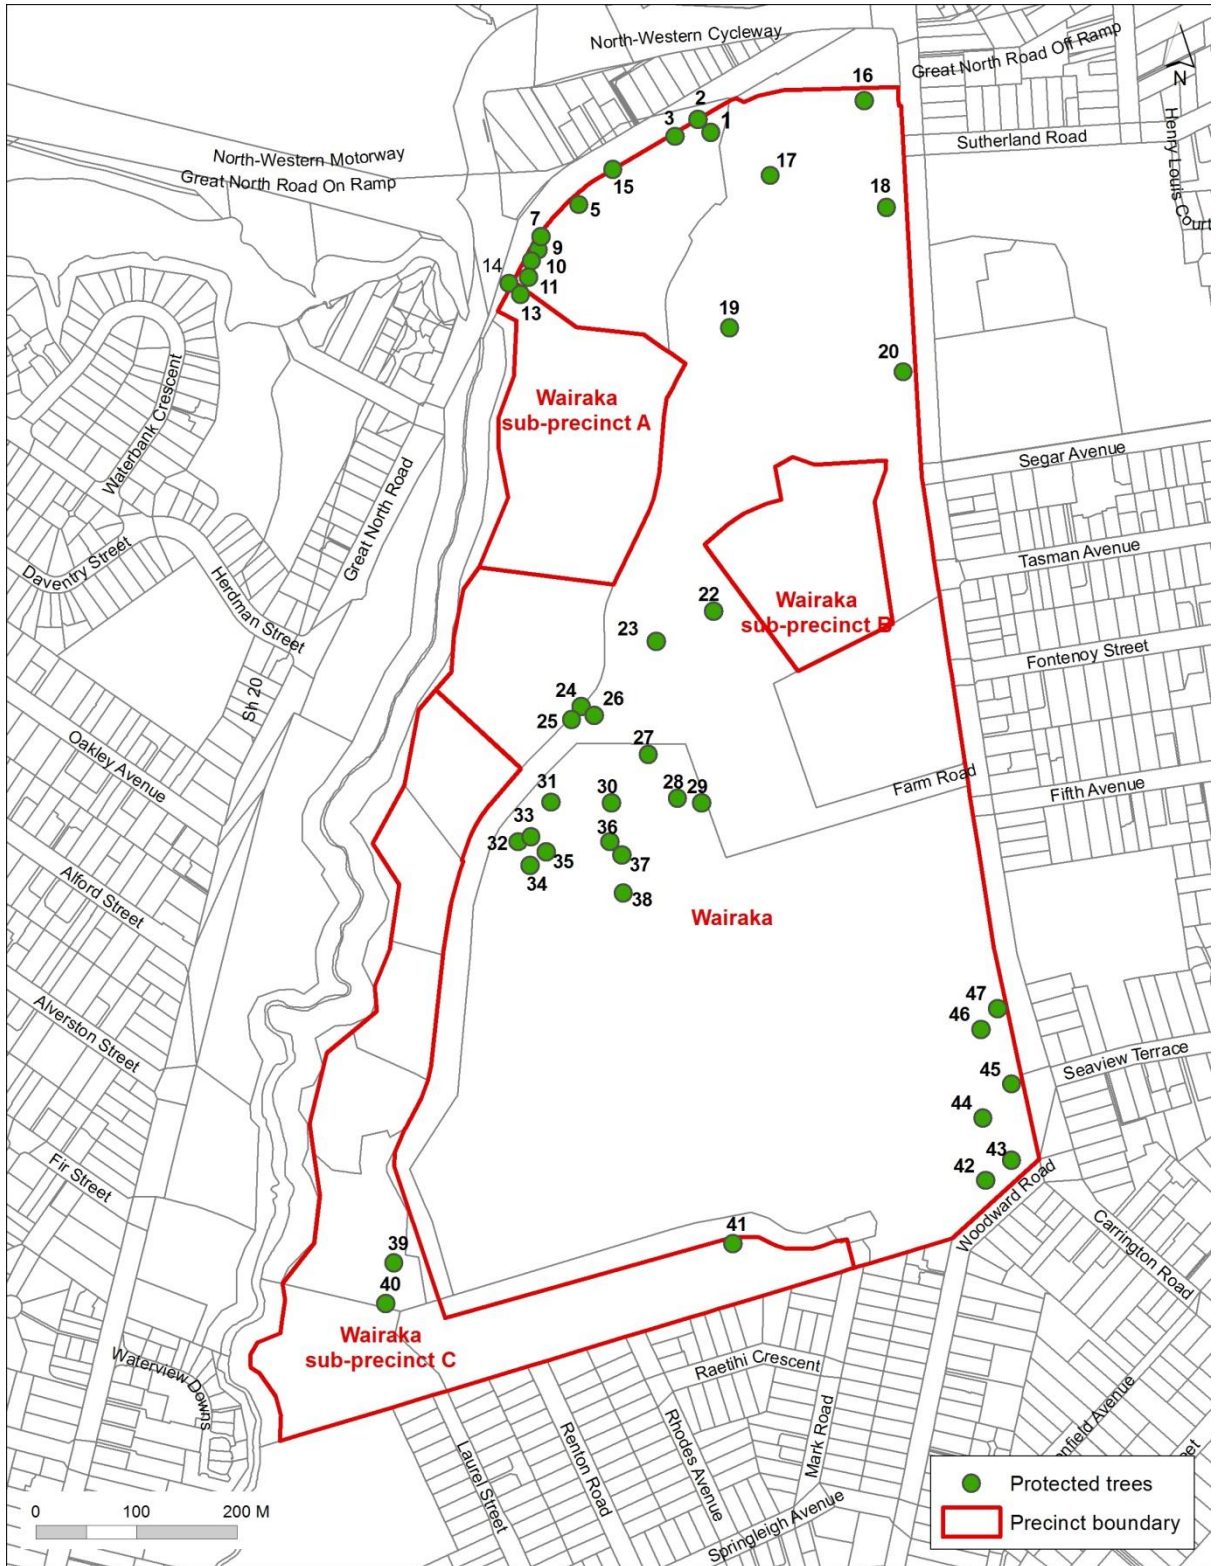 North-Western Cycleway
Great North Road Off Ramp
N
16
2
3
1
Sutherland Road
Henry Louis Court
North-Western Motorway
Great North Road On Ramp
17
15
5
18
7
9
10
14
11
13
19
20
Waterbank Crescent
Wairaka
sub-precinct A
Segar Avenue
Great North Road
Daventry Street
Herdman Street
Tasman Avenue
22
Wairaka
sub-precinct B
23
Fontenoy Street
Sh 20
24
26
25
Oakley Avenue
27
Farm Road
Fifth Avenue
31
30
28
29
33
32
36
35
37
34
38
Alford Street
Wairaka
Alverston Street
47
46
Seaview Terrace
45
44
43
42
Fir Street
Woodward Road
Carrington Road
41
39
40
Wairaka
sub-precinct C
Waterview Downs
Raetihi Crescent
Mark Road
Rhodes Avenue
Renton Road
Laurel Street
Springleigh Avenue
enfield Avenue
0 100 200 M
Protected trees
Precinct boundary